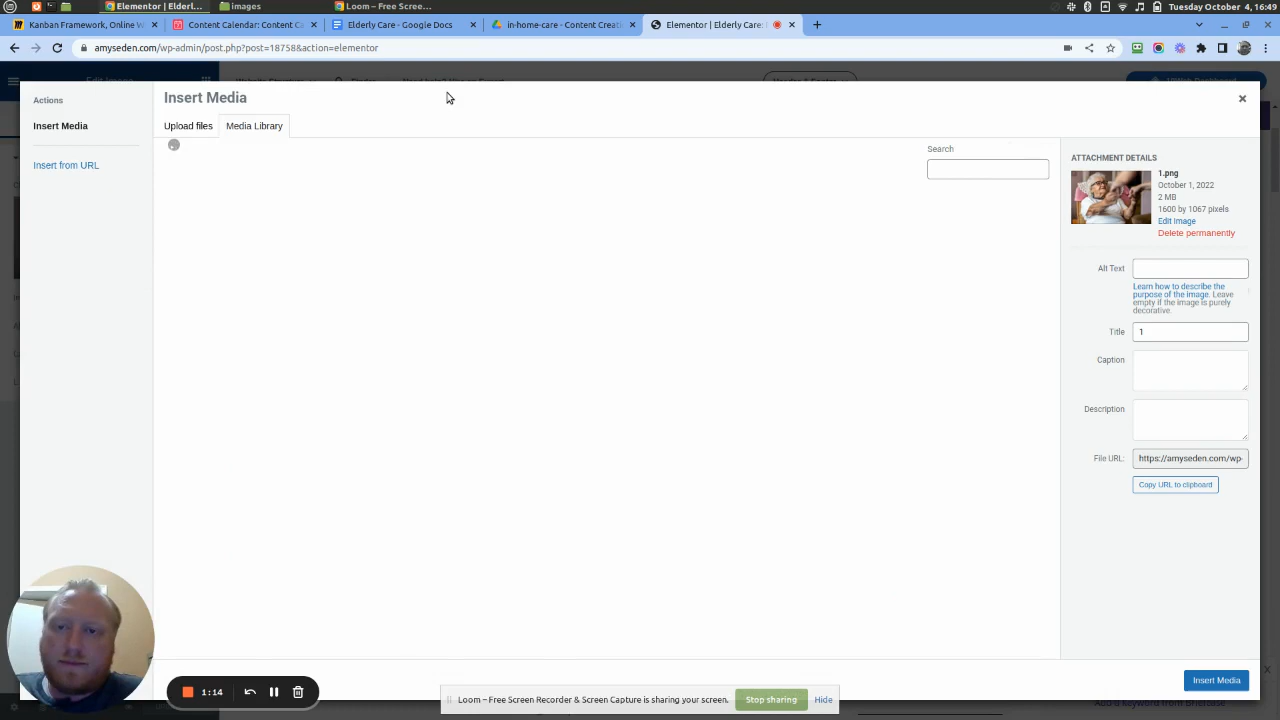 Elementor | Elderl...
images
Loom – Free Scree...
Tuesday October 4, 16:49
Kanban Framework, Online W
Content Calendar: Content Ca
Elderly Care - Google Docs
in-home-care - Content Creati
Elementor | Elderly Care:
amyseden.com/wp-admin/post.php?post=18758&action=elementor
Edit Image
Actions
Insert Media
Insert from URL
Insert Media
Upload files
Media Library
Search
ATTACHMENT DETAILS
1.png
October 1, 2022
2 MB
1600 by 1067 pixels
Edit Image
Delete permanently
Alt Text
Learn how to describe the
purpose of the image. Leave
empty if the image is purely
decorative.
Title
1
Caption
Description
File URL:
https://amyseden.com/wp-
Copy URL to clipboard
Insert Media
1:14
Loom – Free Screen Recorder & Screen Capture is sharing your screen.
Stop sharing
Hide